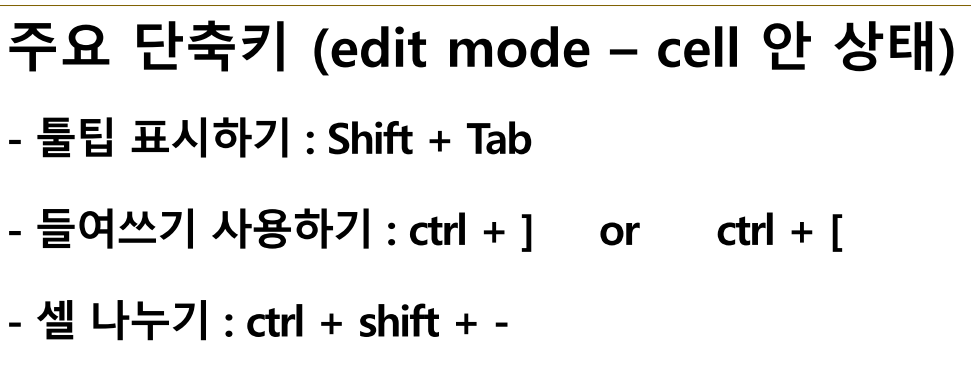 주요 단축키 (edit mode – cell 안 상태)
- 툴팁 표시하기 : Shift + Tab
- 들여쓰기 사용하기 : ctrl + ] or ctrl + [
- 셀 나누기 : ctrl + shift + -